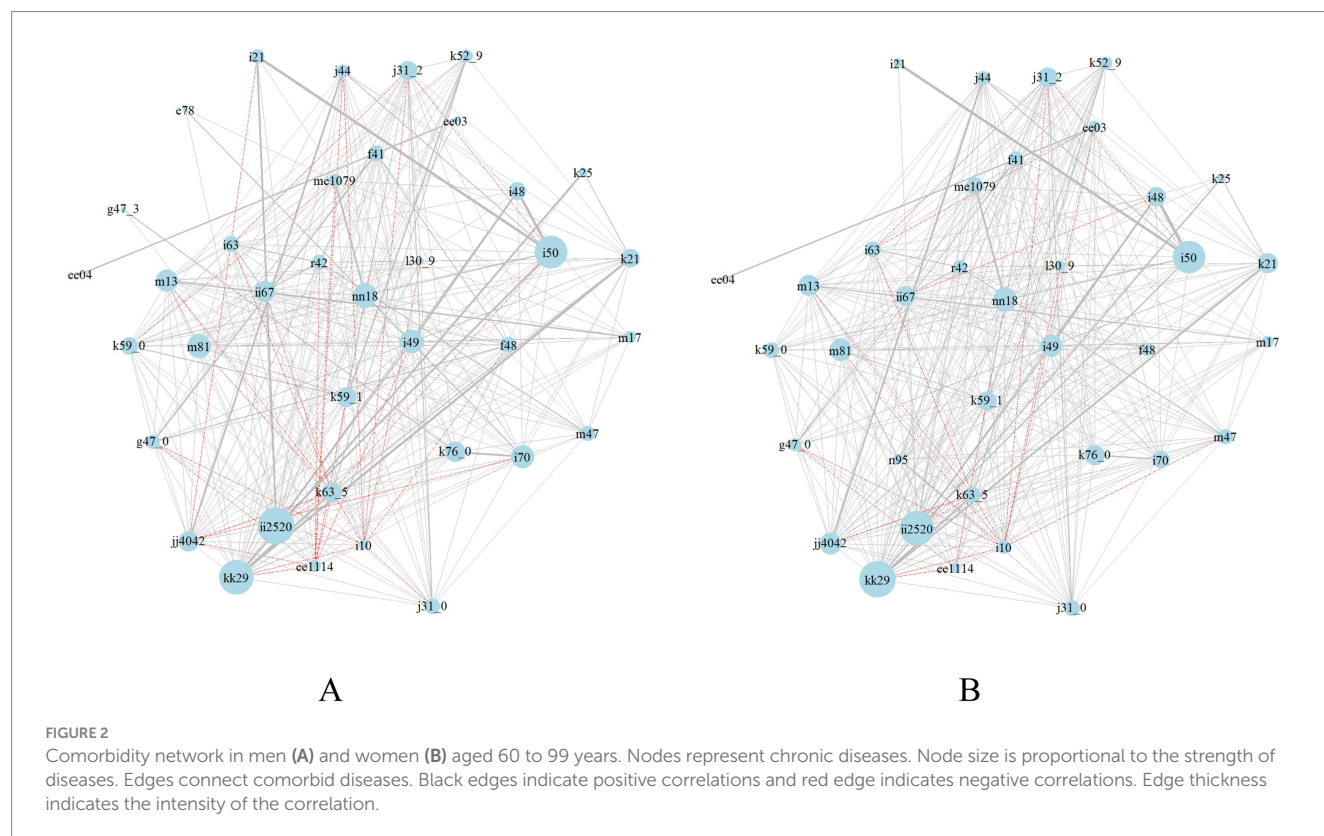 i21
j44
j31_2
k52_9
e78
ee03
f41
mc1079
k25
g47_3
i48
i63
i50
ee04
r42
l30_9
k21
m13
ii67
nn18
k59_0
m81
i49
f48
m17
k59_1
g47_0
m47
k76_0
i70
k63_5
ii2520
jj4042
i10
kk29
ee1114
j31_0
A
i21
j44
j31_2
k52_9
ee03
f41
mc1079
k25
i48
i63
i50
ee04
r42
l30_9
k21
m13
ii67
nn18
k59_0
m81
i49
f48
m17
k59_1
g47_0
m47
n95
k76_0
i70
k63_5
ii2520
jj4042
i10
kk29
ee1114
j31_0
B
FIGURE 2
Comorbidity network in men (A) and women (B) aged 60 to 99 years. Nodes represent chronic diseases. Node size is proportional to the strength of
diseases. Edges connect comorbid diseases. Black edges indicate positive correlations and red edge indicates negative correlations. Edge thickness
indicates the intensity of the correlation.